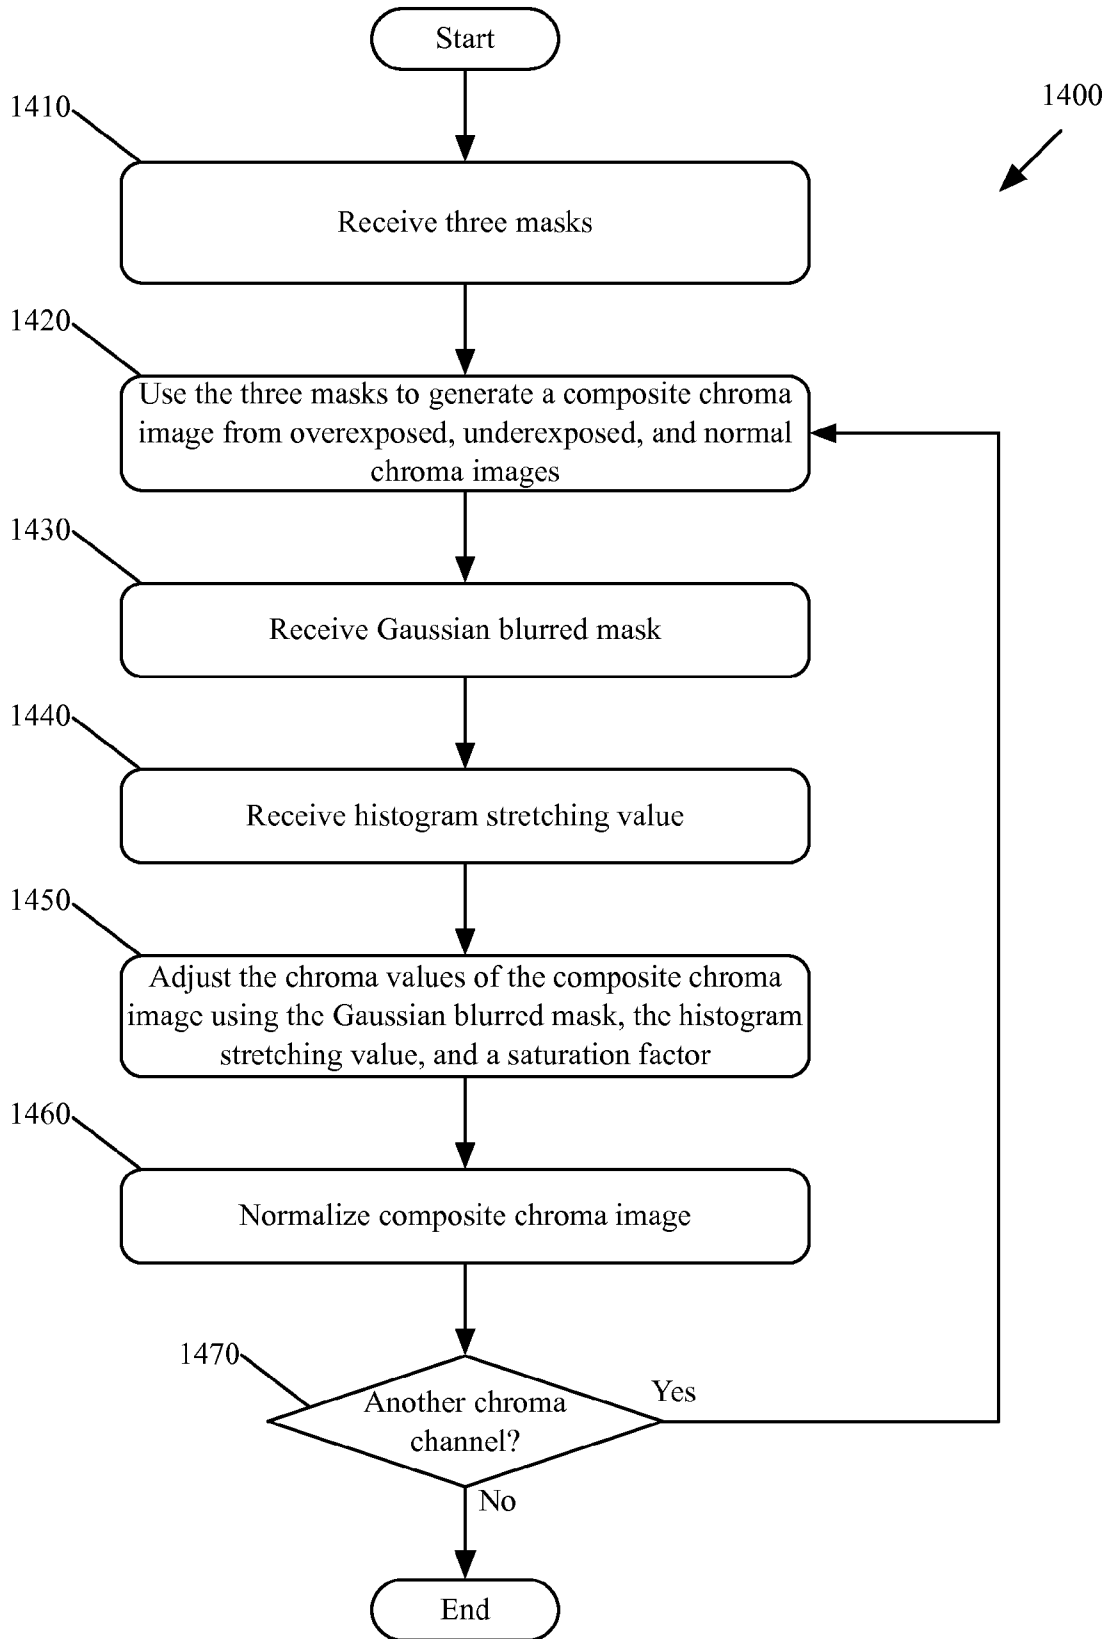 Start
1400
1410
Receive three masks
1420
Use the three masks to generate a composite chroma
image from overexposed, underexposed, and normal
chroma images
1430
Receive Gaussian blurred mask
1440
Receive histogram stretching value
1450
Adjust the chroma values of the composite chroma
image using the Gaussian blurred mask, the histogram
stretching value, and a saturation factor
1460
Normalize composite chroma image
1470
Another chroma
channel?
Yes
No
End